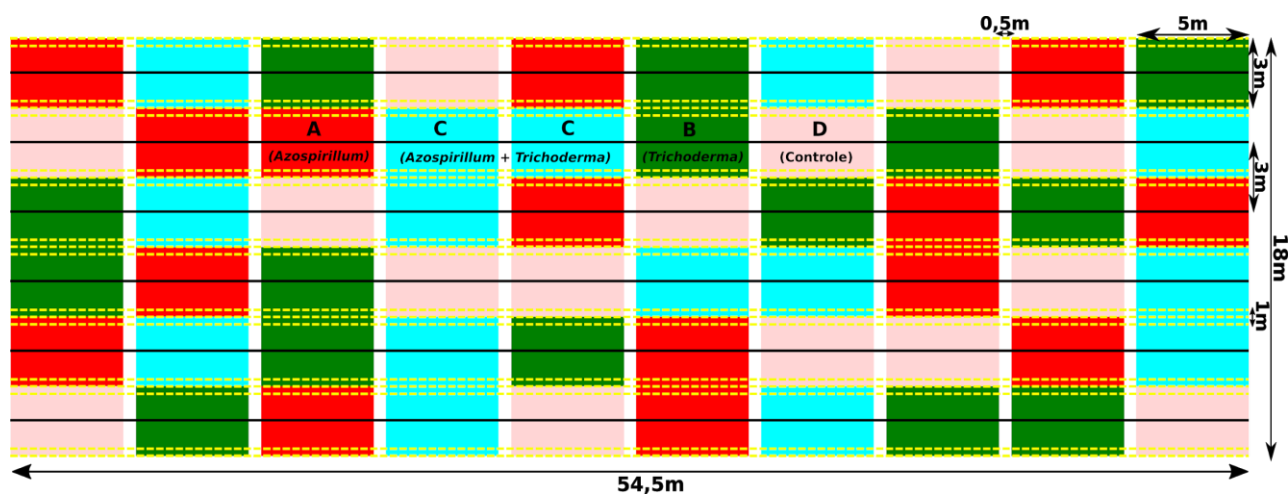 0,5m
5m
3m
A
C
C
B
D
(Azospirillum)
(Azospirillum + Trichoderma)
(Trichoderma)
(Controle)
3m
18m
1m
54,5m